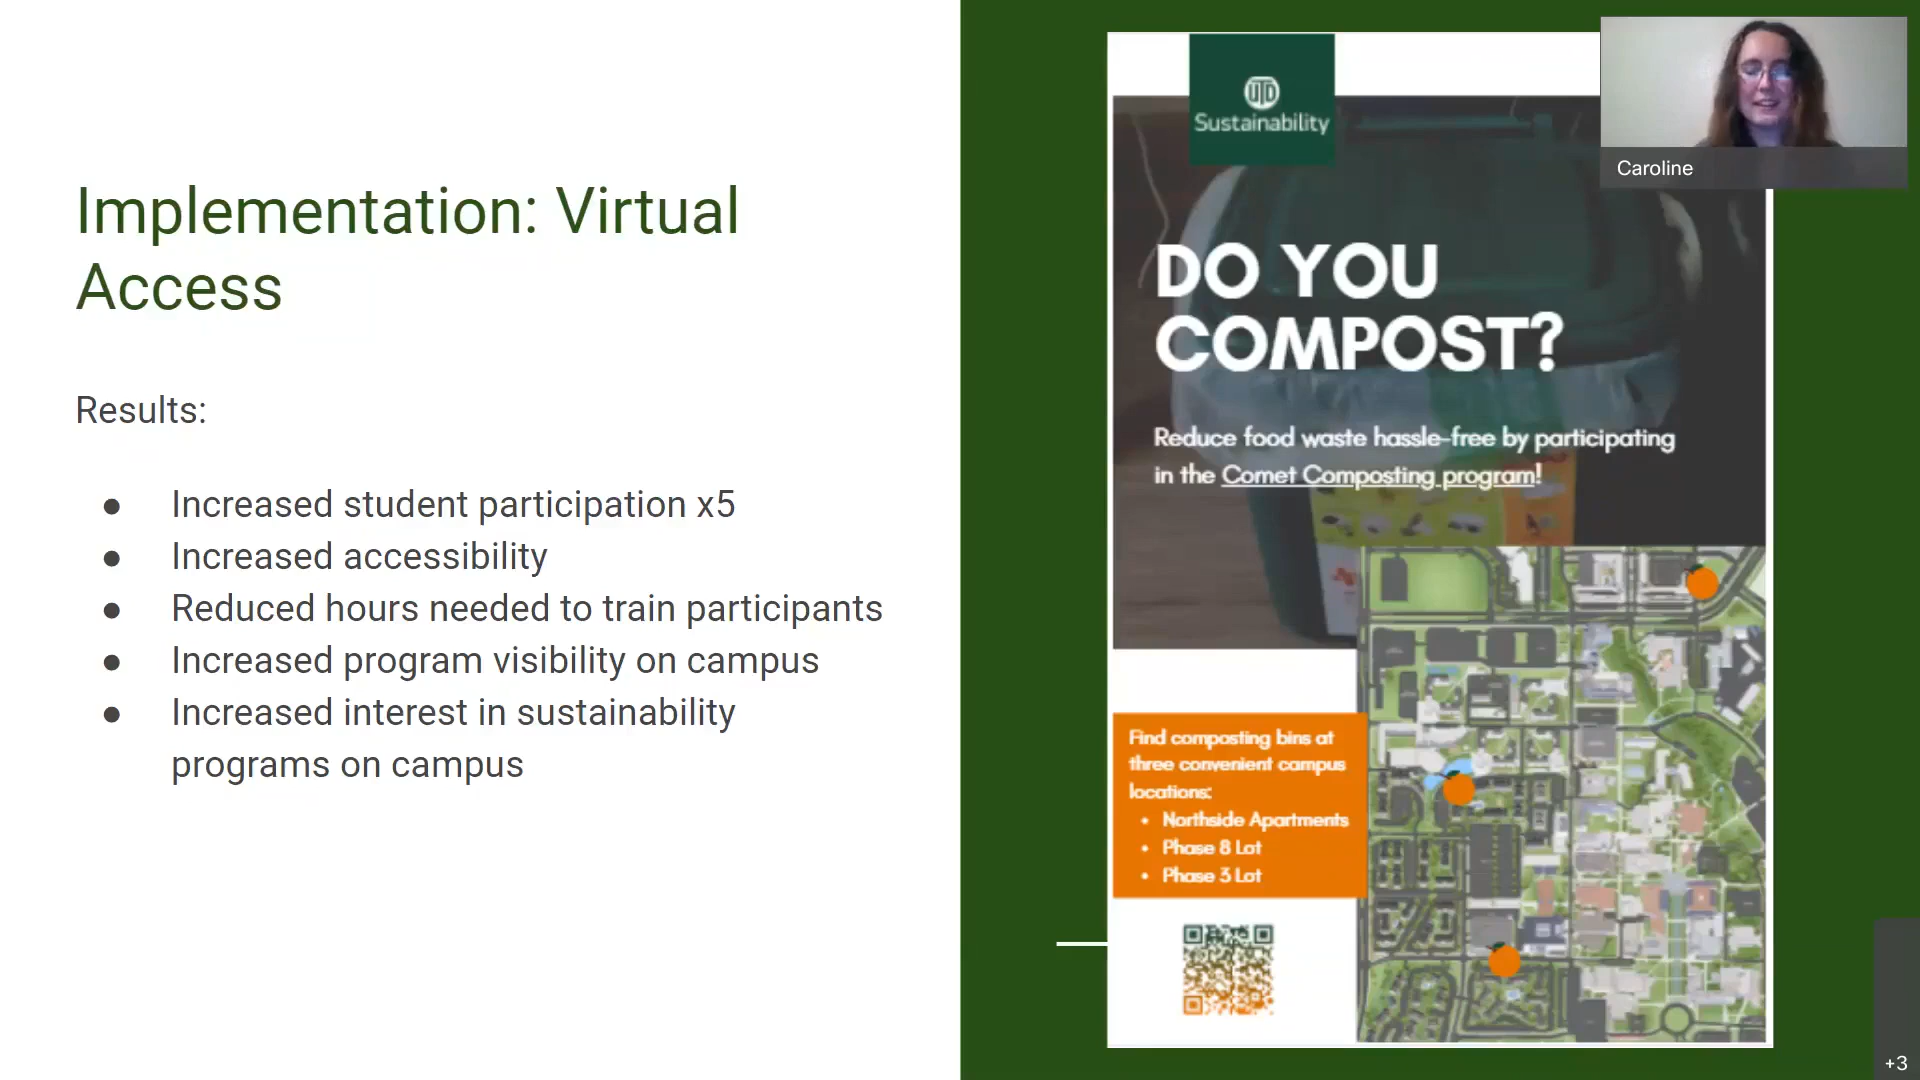 Implementation: Virtual
Access
Results:
● Increased student participation x5
● Increased accessibility
● Reduced hours needed to train participants
● Increased program visibility on campus
● Increased interest in sustainability
programs on campus
UTD
Sustainability
DO YOU
COMPOST?
Reduce food waste hassle-free by participating
in the Comet Composting program!
Find composting bins at
three convenient campus
locations:
• Northside Apartments
• Phase 8 Lot
• Phase 3 Lot
Caroline
+3